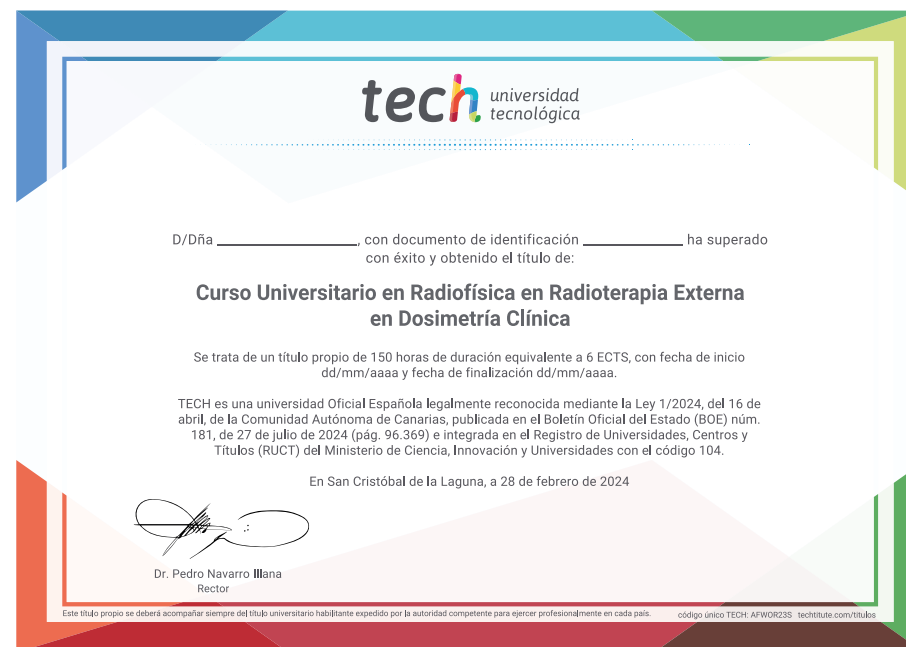 tech universidad
tecnológica
D/Dña ____________, con documento de identificación ____________ ha superado
con éxito y obtenido el título de:
Curso Universitario en Radiofísica en Radioterapia Externa
en Dosimetría Clínica
Se trata de un título propio de 150 horas de duración equivalente a 6 ECTS, con fecha de inicio
dd/mm/aaaa y fecha de finalización dd/mm/aaaa.
TECH es una universidad Oficial Española legalmente reconocida mediante la Ley 1/2024, del 16 de
abril, de la Comunidad Autónoma de Canarias, publicada en el Boletín Oficial del Estado (BOE) núm.
181, de 27 de julio de 2024 (pág. 96.369) e integrada en el Registro de Universidades, Centros y
Títulos (RUCT) del Ministerio de Ciencia, Innovación y Universidades con el código 104.
En San Cristóbal de la Laguna, a 28 de febrero de 2024
Dr. Pedro Navarro Illana
Rector
Este título propio se deberá acompañar siempre del título universitario habilitante expedido por la autoridad competente para ejercer profesionalmente en cada país.
código único TECH: AFWOR23S techtitute.com/titulos